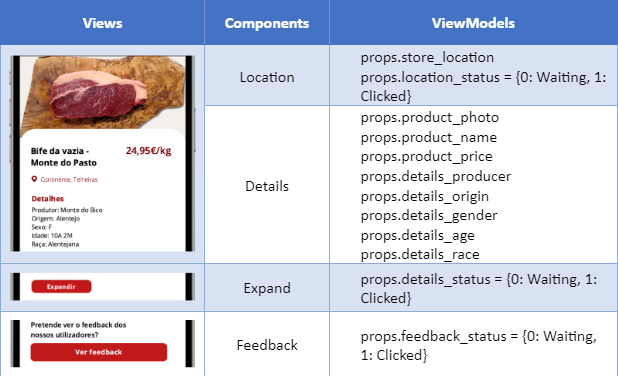 Views
Components
ViewModels
Bife da vazia -
Monte do Pasto
24,95€/kg
Continente, Telheiras
Detalhes
Produtor: Monte do Bico
Origem: Alentejo
Sexo: F
Idade: 10A 2M
Raça: Alentejana
Location
props.store_location
props.location_status = {0: Waiting, 1:
Clicked}
Details
props.product_photo
props.product_name
props.product_price
props.details_producer
props.details_origin
props.details_gender
props.details_age
props.details_race
Expandir
Expand
props.details_status = {0: Waiting, 1:
Clicked}
Pretende ver o feedback dos
nossos utilizadores?
Ver feedback
Feedback
props.feedback_status = {0: Waiting,
1: Clicked}